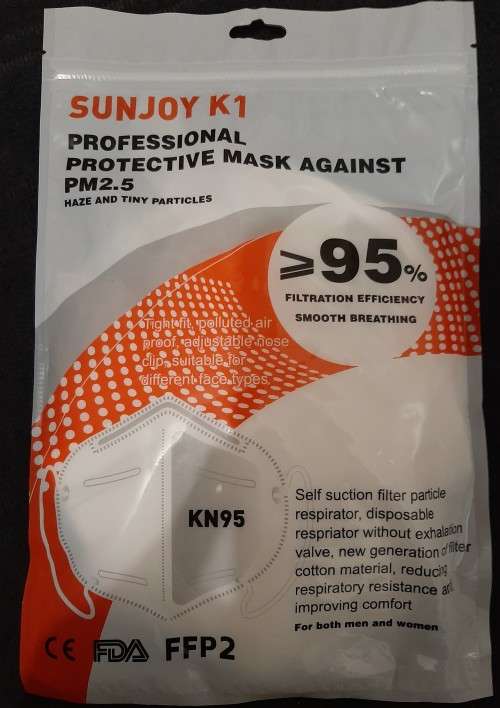 SUNJOY K1
PROFESSIONAL
PROTECTIVE MASK AGAINST
PM2.5
HAZE AND TINY PARTICLES
≥95%
FILTRATION EFFICIENCY
SMOOTH BREATHING
Tight fit, polluted air
proof, adjustable nose
clip, suitable for
different face types.
KN95
Self suction filter particle
respirator, disposable
respriator without exhalation
valve, new generation of filter
cotton material, reducing
respiratory resistance
improving comfort
For both men and women
CE FDA FFP2